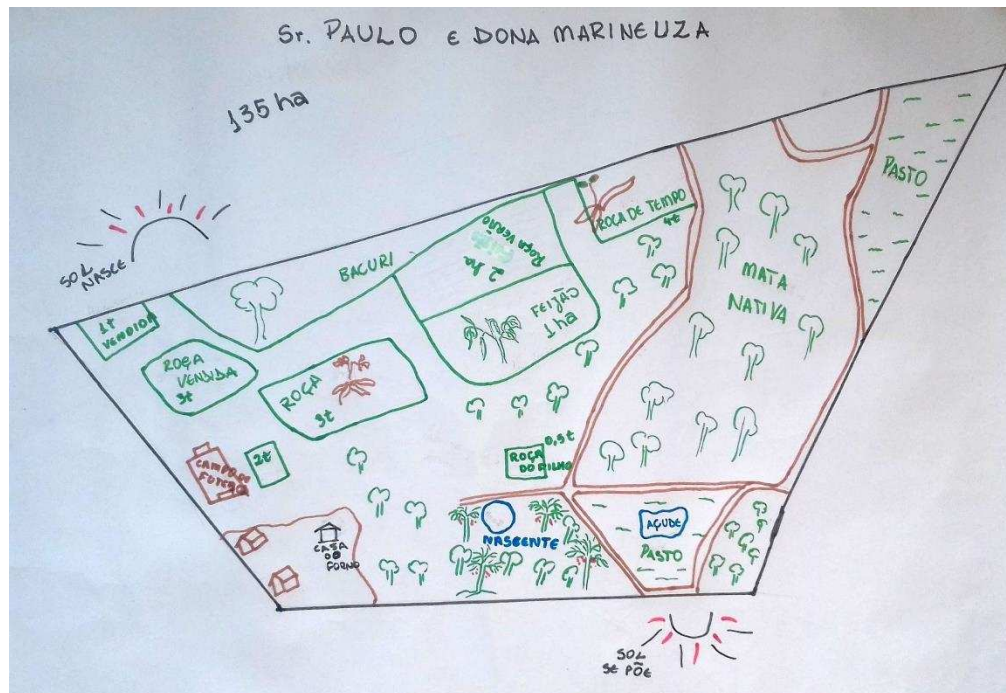 Sr. PAULO E DONA MARINEUZA
135 ha
SOL
NASCE
1t
VENDIDA
ROÇA
VENDIDA
3t
BACURI
ROÇA VERÃO
2 ha
FEIJÃO
1 ha
ROÇA DE TEMPO
4t
PASTO
MATA
NATIVA
ROÇA
3t
CAMPO DE
FUTEBOL
2t
0,5t
ROÇA
DO FILHO
CASA
DO
FORNO
NASCENTE
AÇUDE
PASTO
SOL
SE PÕE